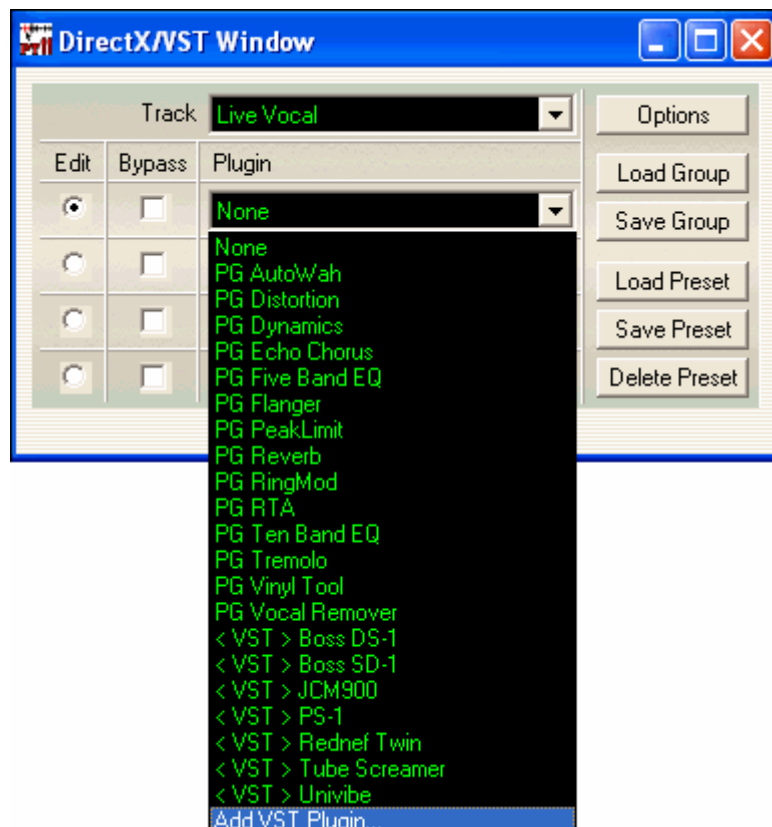 DirectX/VST Window
Track Live Vocal Options
Edit Bypass Plugin Load Group
None Save Group
None
PG AutoWah
Load Preset
PG Distortion
PG Dynamics
Save Preset
PG Echo Chorus
PG Five Band EQ
Delete Preset
PG Flanger
PG PeakLimit
PG Reverb
PG RingMod
PG RTA
PG Ten Band EQ
PG Tremolo
PG Vinyl Tool
PG Vocal Remover
< VST > Boss DS-1
< VST > Boss SD-1
< VST > JCM900
< VST > PS-1
< VST > Rednef Twin
< VST > Tube Screamer
< VST > Univibe
Add VST Plugin...